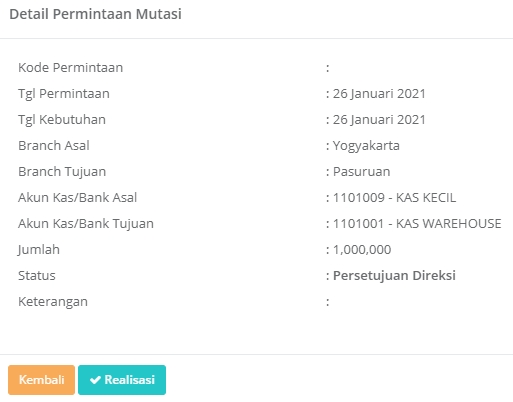 Detail Permintaan Mutasi
Kode Permintaan :
Tgl Permintaan : 26 Januari 2021
Tgl Kebutuhan : 26 Januari 2021
Branch Asal : Yogyakarta
Branch Tujuan : Pasuruan
Akun Kas/Bank Asal : 1101009 - KAS KECIL
Akun Kas/Bank Tujuan : 1101001 - KAS WAREHOUSE
Jumlah : 1,000,000
Status : Persetujuan Direksi
Keterangan :
Kembali ✔ Realisasi